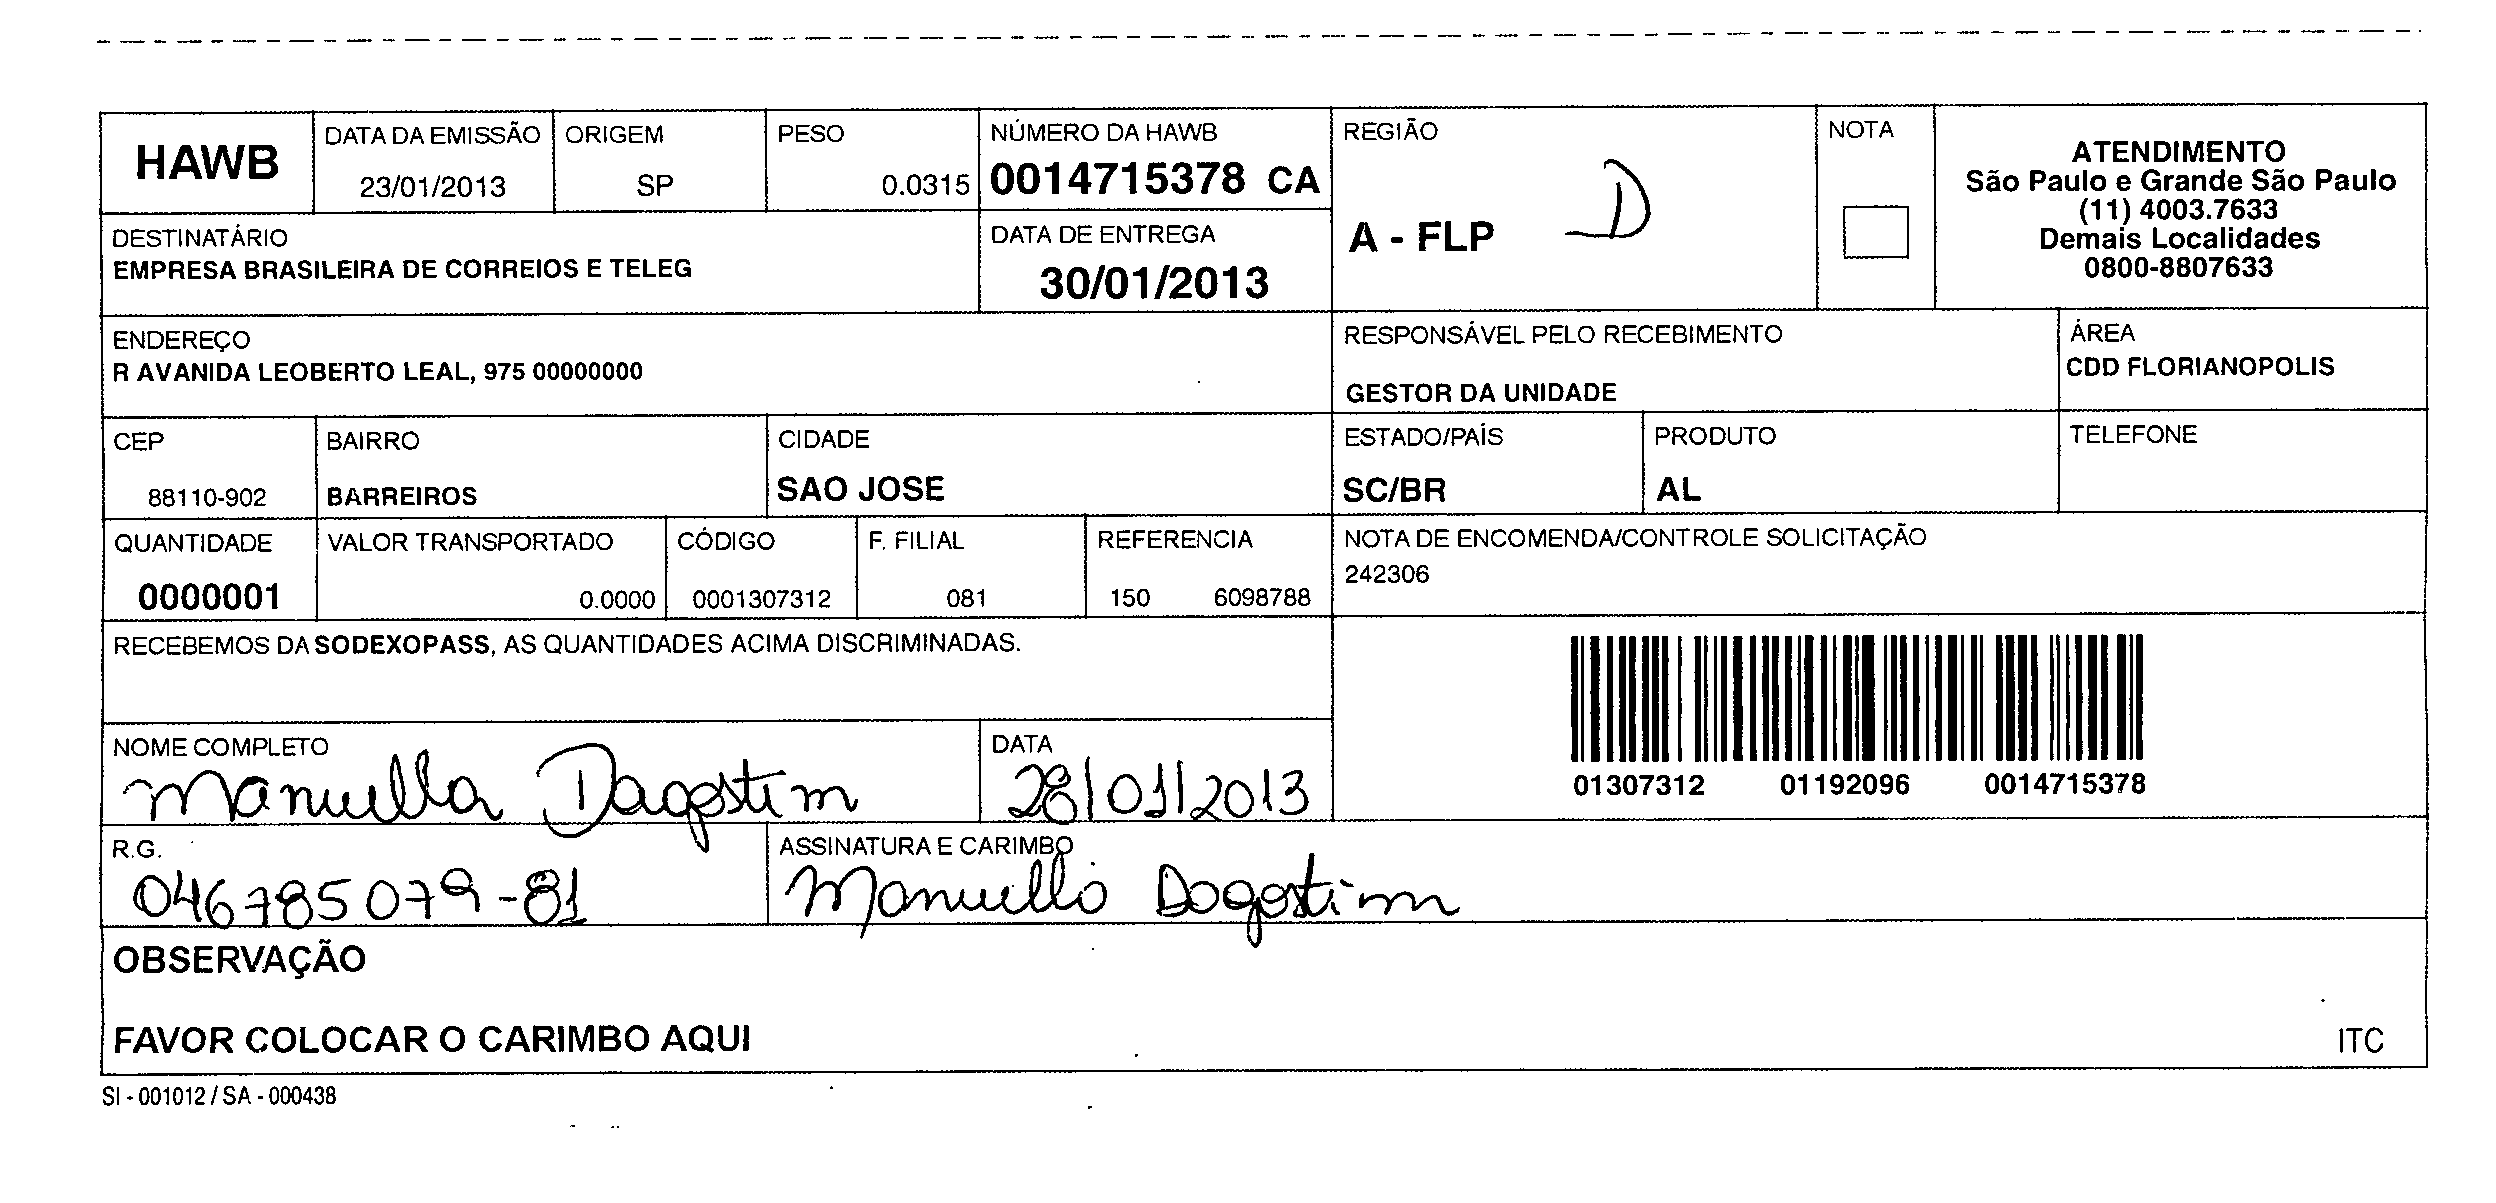 HAWB
DATA DA EMISSÃO
23/01/2013
ORIGEM
SP
PESO
0.0315
NÚMERO DA HAWB
0014715378 CA
REGIÃO
A - FLP
D
NOTA
ATENDIMENTO
São Paulo e Grande São Paulo
(11) 4003.7633
Demais Localidades
0800-8807633
DESTINATÁRIO
EMPRESA BRASILEIRA DE CORREIOS E TELEG
DATA DE ENTREGA
30/01/2013
ENDEREÇO
R AVANIDA LEOBERTO LEAL, 975 00000000
RESPONSÁVEL PELO RECEBIMENTO
GESTOR DA UNIDADE
ÁREA
CDD FLORIANOPOLIS
CEP
88110-902
BAIRRO
BARREIROS
CIDADE
SAO JOSE
ESTADO/PAÍS
SC/BR
PRODUTO
AL
TELEFONE
QUANTIDADE
0000001
VALOR TRANSPORTADO
0.0000
CÓDIGO
0001307312
F. FILIAL
081
REFERENCIA
150 6098788
NOTA DE ENCOMENDA/CONTROLE SOLICITAÇÃO
242306
RECEBEMOS DA SODEXOPASS, AS QUANTIDADES ACIMA DISCRIMINADAS.
01307312 01192096 0014715378
NOME COMPLETO
Manuella Dagostim
DATA
28/01/2013
R.G.
046785079-81
ASSINATURA E CARIMBO
Manuella Dagostim
OBSERVAÇÃO
FAVOR COLOCAR O CARIMBO AQUI
ITC
SI - 001012 / SA - 000438